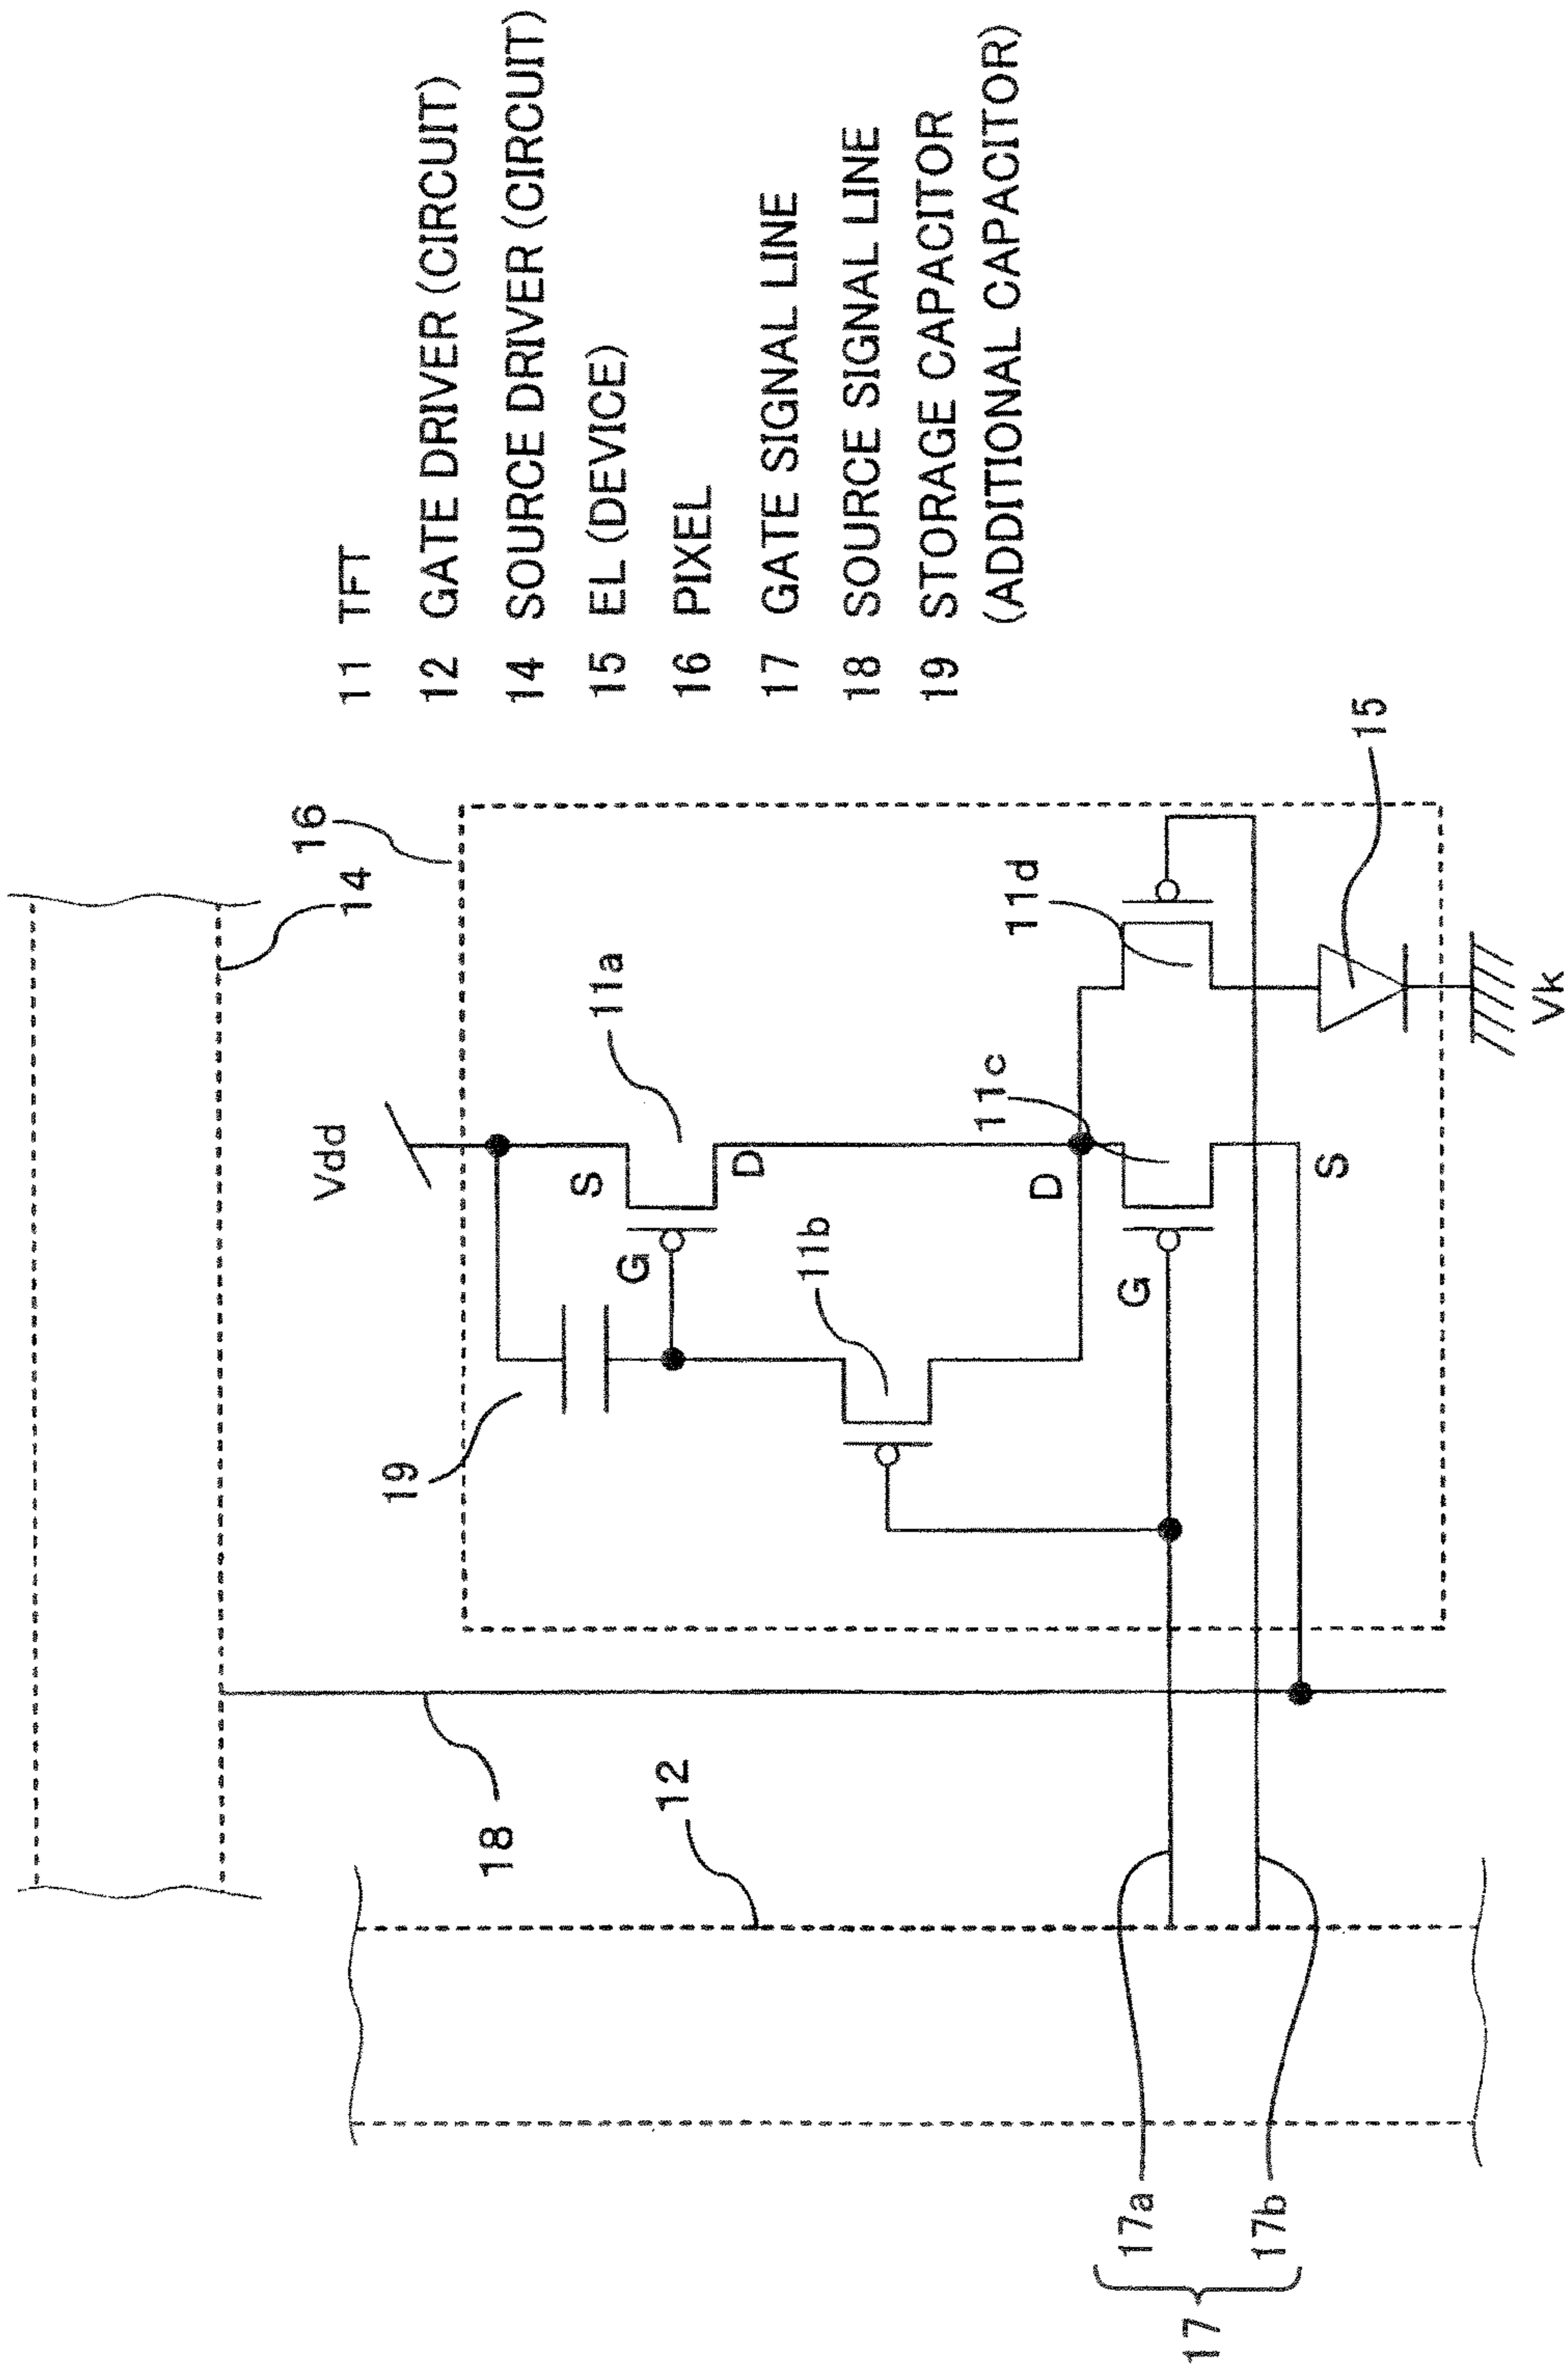 14
16
18
Vdd
19
S
11a
G
D
12
11b
11c
11d
D
G
S
15
17
17a
17b
Vk
11 TFT
12 GATE DRIVER (CIRCUIT)
14 SOURCE DRIVER (CIRCUIT)
15 EL (DEVICE)
16 PIXEL
17 GATE SIGNAL LINE
18 SOURCE SIGNAL LINE
19 STORAGE CAPACITOR
(ADDITIONAL CAPACITOR)